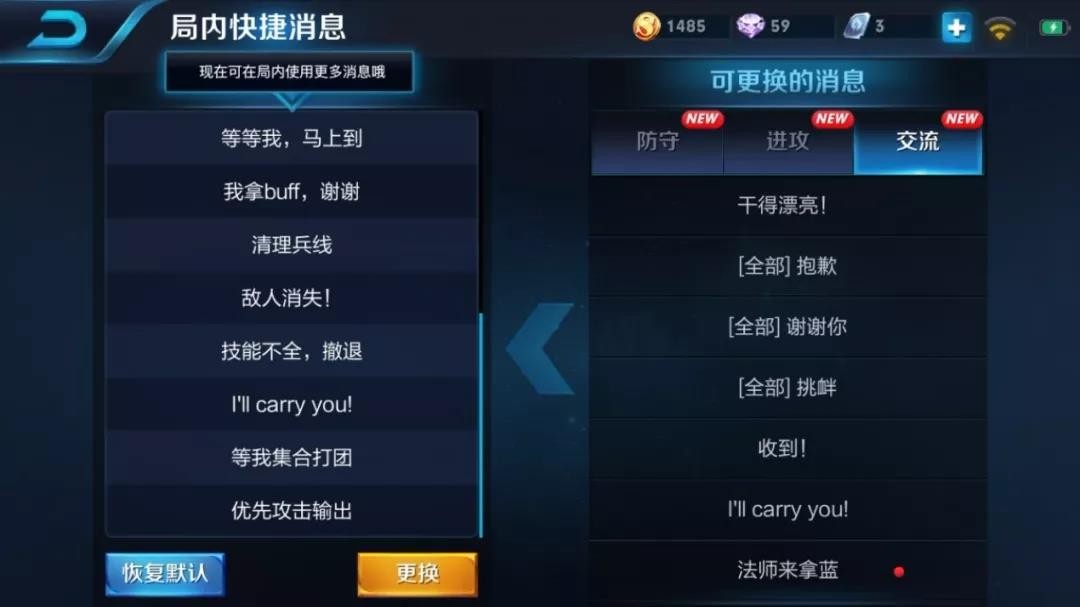 局内快捷消息
1485
59
3
现在可在局内使用更多消息哦
等等我，马上到
我拿buff，谢谢
清理兵线
敌人消失！
技能不全，撤退
I'll carry you!
等我集合打团
优先攻击输出
恢复默认
更换
可更换的消息
防守
NEW
进攻
NEW
交流
NEW
干得漂亮！
[全部] 抱歉
[全部] 谢谢你
[全部] 挑衅
收到！
I'll carry you!
法师来拿蓝